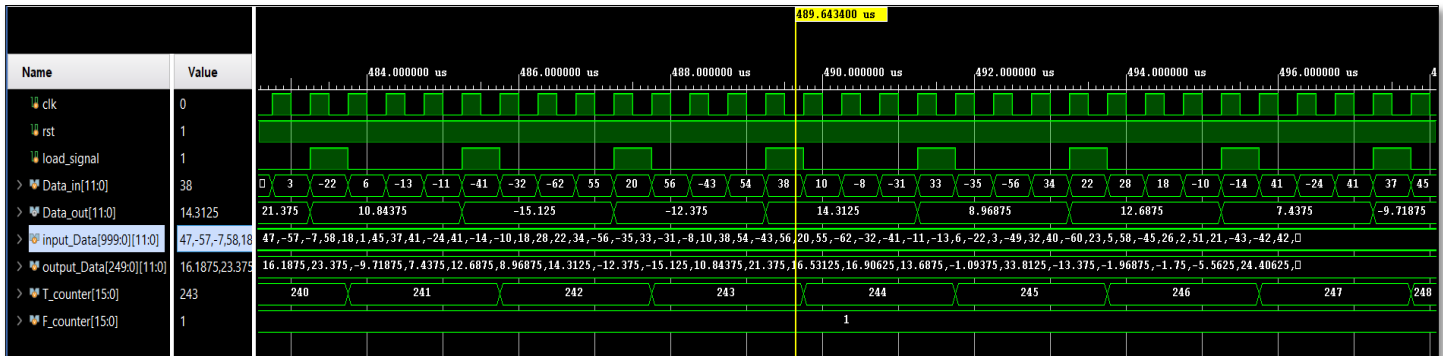 489.643400 us
Name Value
484.000000 us 486.000000 us 488.000000 us 490.000000 us 492.000000 us 494.000000 us 496.000000 us 4
clk 0
rst 1
load_signal 1
Data_in[11:0] 38 3 -22 6 -13 -11 -41 -32 -62 55 20 56 -43 54 38 10 -8 -31 33 -35 -56 34 22 28 18 -10 -14 41 -24 41 37 45
Data_out[11:0] 14.3125 21.375 10.84375 -15.125 -12.375 14.3125 8.96875 12.6875 7.4375 -9.71875
input_Data[999:0][11:0] 47,-57,-7,58,18 47,-57,-7,58,18,1,45,37,41,-24,41,-14,-10,18,28,22,34,-56,-35,33,-31,-8,10,38,54,-43,56,20,55,-62,-32,-41,-11,-13,6,-22,3,-49,32,40,-60,23,5,58,-45,26,2,51,21,-43,-42,42,
output_Data[249:0][11:0] 16.1875,23.375 16.1875,23.375,-9.71875,7.4375,12.6875,8.96875,14.3125,-12.375,-15.125,10.84375,21.375,16.53125,16.90625,13.6875,-1.09375,33.8125,-13.375,-1.96875,-1.75,-5.5625,24.40625,
T_counter[15:0] 243 240 241 242 243 244 245 246 247 248
F_counter[15:0] 1 1